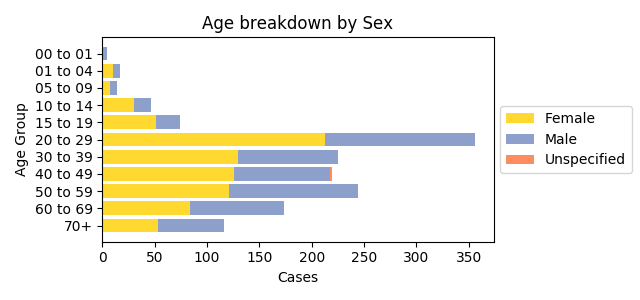 Age breakdown by Sex
Age Group
00 to 01
01 to 04
05 to 09
10 to 14
15 to 19
20 to 29
30 to 39
40 to 49
50 to 59
60 to 69
70+
0 50 100 150 200 250 300 350
Cases
Female
Male
Unspecified